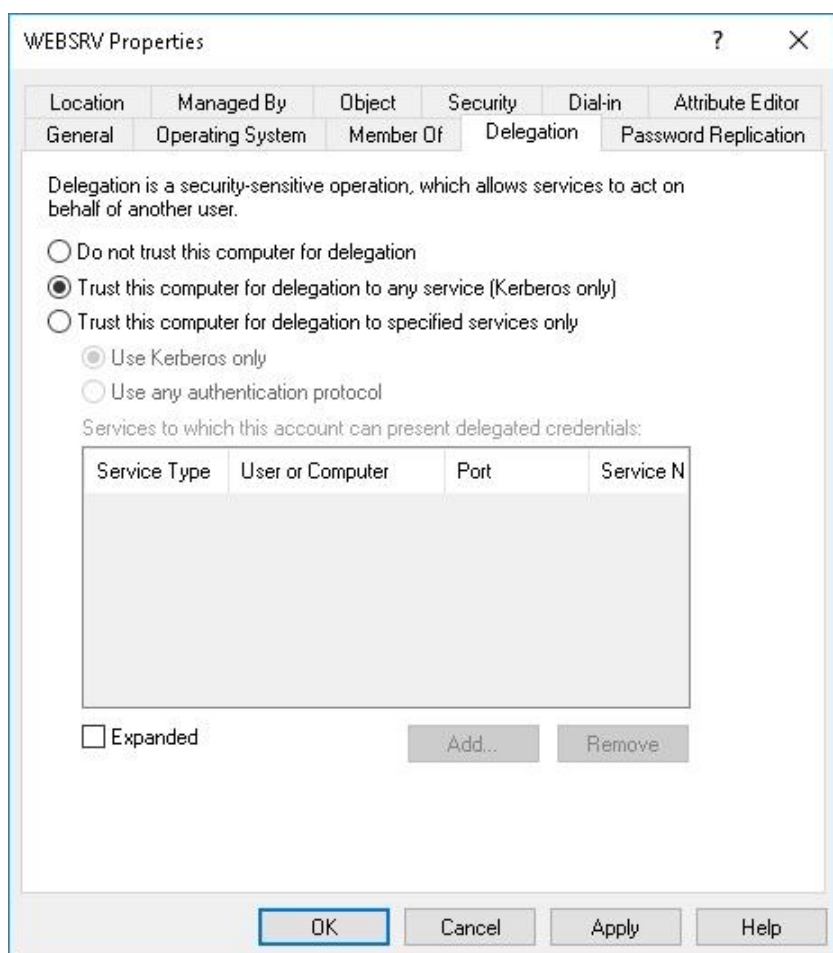 WEBSRV Properties ? ×
Location Managed By Object Security Dial-in Attribute Editor
General Operating System Member Of Delegation Password Replication
Delegation is a security-sensitive operation, which allows services to act on
behalf of another user.
Do not trust this computer for delegation
Trust this computer for delegation to any service (Kerberos only)
Trust this computer for delegation to specified services only
Use Kerberos only
Use any authentication protocol
Services to which this account can present delegated credentials:
Service Type User or Computer Port Service N
Expanded Add... Remove
OK Cancel Apply Help